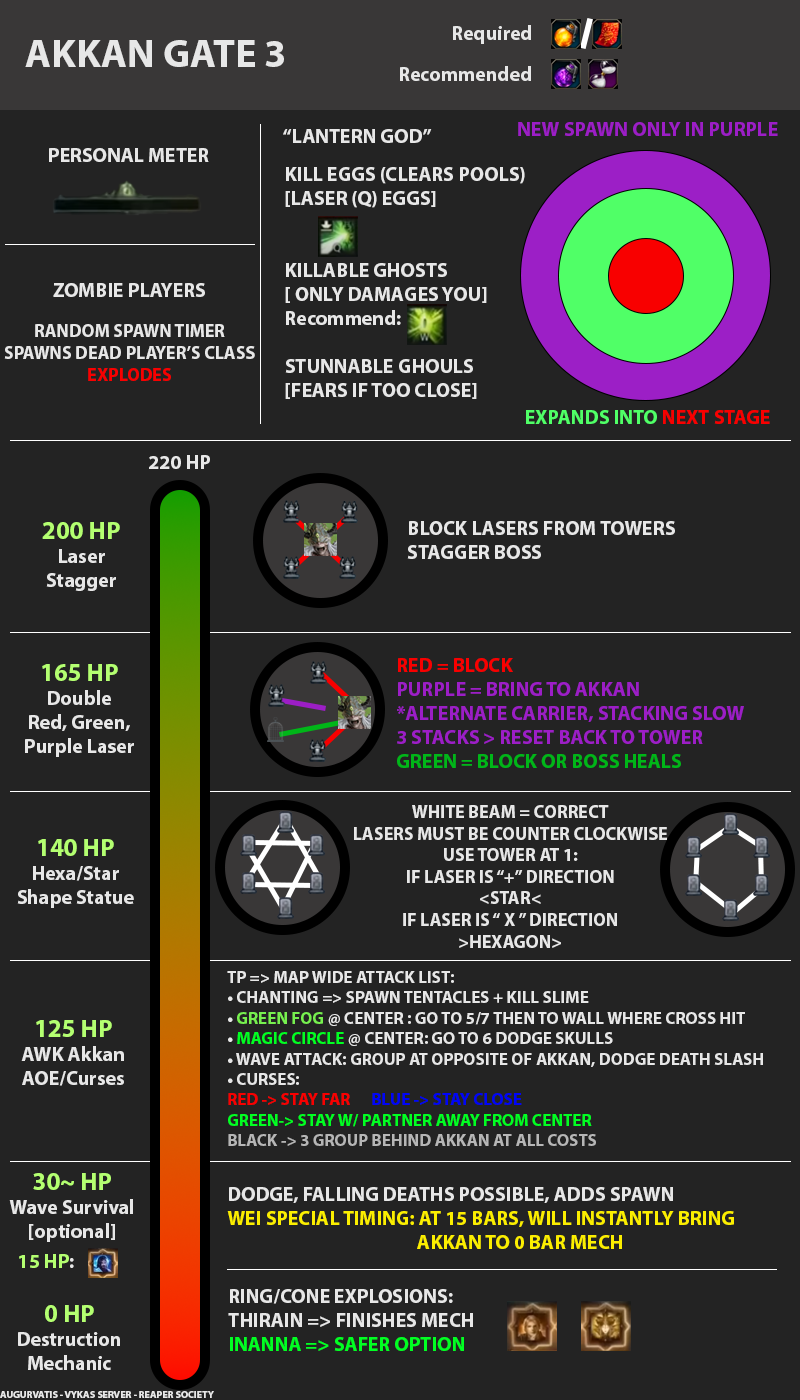 AKKAN GATE 3
Required
Recommended
PERSONAL METER
ZOMBIE PLAYERS
RANDOM SPAWN TIMER
SPAWNS DEAD PLAYER'S CLASS
EXPLODES
“LANTERN GOD”
KILL EGGS (CLEARS POOLS)
[LASER (Q) EGGS]
KILLABLE GHOSTS
[ ONLY DAMAGES YOU]
Recommend:
W
STUNNABLE GHOULS
[FEARS IF TOO CLOSE]
NEW SPAWN ONLY IN PURPLE
EXPANDS INTO NEXT STAGE
220 HP
200 HP
Laser
Stagger
BLOCK LASERS FROM TOWERS
STAGGER BOSS
165 HP
Double
Red, Green,
Purple Laser
RED = BLOCK
PURPLE = BRING TO AKKAN
*ALTERNATE CARRIER, STACKING SLOW
3 STACKS > RESET BACK TO TOWER
GREEN = BLOCK OR BOSS HEALS
140 HP
Hexa/Star
Shape Statue
WHITE BEAM = CORRECT
LASERS MUST BE COUNTER CLOCKWISE
USE TOWER AT 1:
IF LASER IS “+” DIRECTION
<STAR<
IF LASER IS “ X ” DIRECTION
>HEXAGON>
125 HP
AWK Akkan
AOE/Curses
TP => MAP WIDE ATTACK LIST:
• CHANTING => SPAWN TENTACLES + KILL SLIME
• GREEN FOG @ CENTER : GO TO 5/7 THEN TO WALL WHERE CROSS HIT
• MAGIC CIRCLE @ CENTER: GO TO 6 DODGE SKULLS
• WAVE ATTACK: GROUP AT OPPOSITE OF AKKAN, DODGE DEATH SLASH
• CURSES:
RED -> STAY FAR BLUE -> STAY CLOSE
GREEN-> STAY W/ PARTNER AWAY FROM CENTER
BLACK -> 3 GROUP BEHIND AKKAN AT ALL COSTS
30~ HP
Wave Survival
[optional]
15 HP:
DODGE, FALLING DEATHS POSSIBLE, ADDS SPAWN
WEI SPECIAL TIMING: AT 15 BARS, WILL INSTANTLY BRING
AKKAN TO 0 BAR MECH
0 HP
Destruction
Mechanic
RING/CONE EXPLOSIONS:
THIRAIN => FINISHES MECH
INANNA => SAFER OPTION
AUGURVATIS - VYKAS SERVER - REAPER SOCIETY